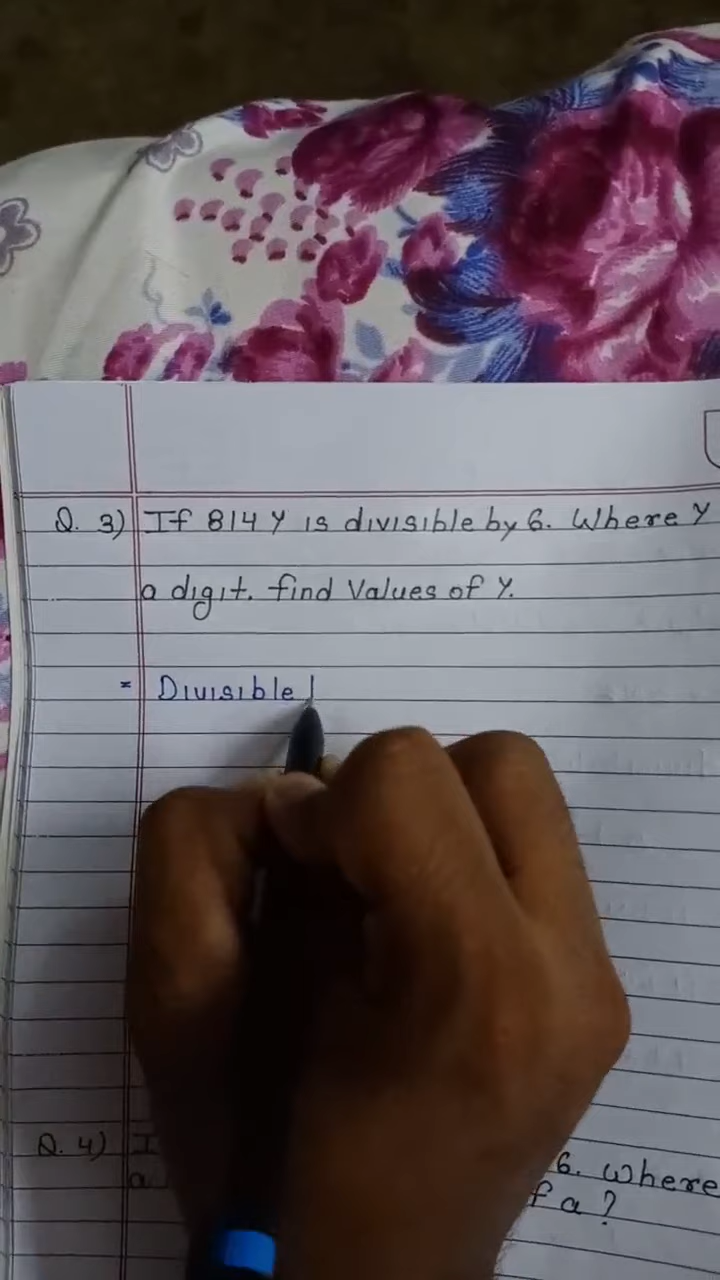 Q. 3) If 814 Y is divisible by 6. Where Y
a digit. find Values of Y.
= Divisible
Q. 4) I 6. where
a f a ?